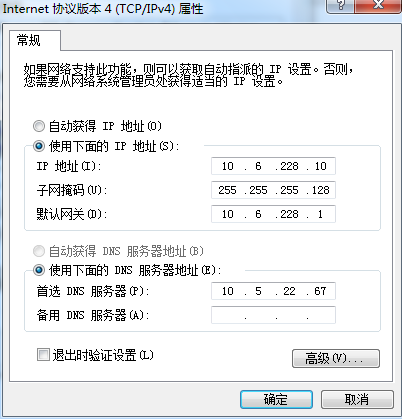 Internet 协议版本 4 (TCP/IPv4) 属性
?
常规
如果网络支持此功能，则可以获取自动指派的 IP 设置。否则，
您需要从网络系统管理员处获得适当的 IP 设置。
自动获得 IP 地址(O)
使用下面的 IP 地址(S):
IP 地址(I): 10 . 6 .228 . 10
子网掩码(U): 255 .255 .255 .128
默认网关(D): 10 . 6 .228 . 1
自动获得 DNS 服务器地址(B)
使用下面的 DNS 服务器地址(E):
首选 DNS 服务器(P): 10 . 5 . 22 . 67
备用 DNS 服务器(A): . . .
退出时验证设置(L)
高级(V)...
确定 取消